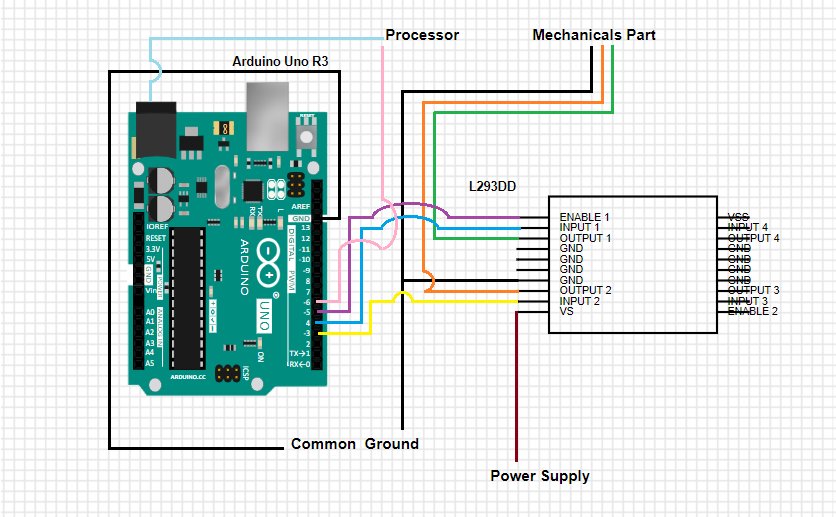 Processor
Mechanicals Part
Arduino Uno R3
RESET
L293DD
AREF
GND
IOREF
RESET
3.3V
5V
GND
Vin
A0
A1
A2
A3
A4
A5
POWER
ANALOG IN
13
12
-11
-10
-9
8
7
-6
-5
4
-3
2
TX→1
RX←0
DIGITAL PWM
L
TX
RX
ARDUINO
UNO
ON
ICSP
ARDUINO.CC
ENABLE 1
INPUT 1
OUTPUT 1
GND
GND
GND
GND
OUTPUT 2
INPUT 2
VS
VSS
INPUT 4
OUTPUT 4
GND
GND
GND
GND
OUTPUT 3
INPUT 3
ENABLE 2
Common Ground
Power Supply